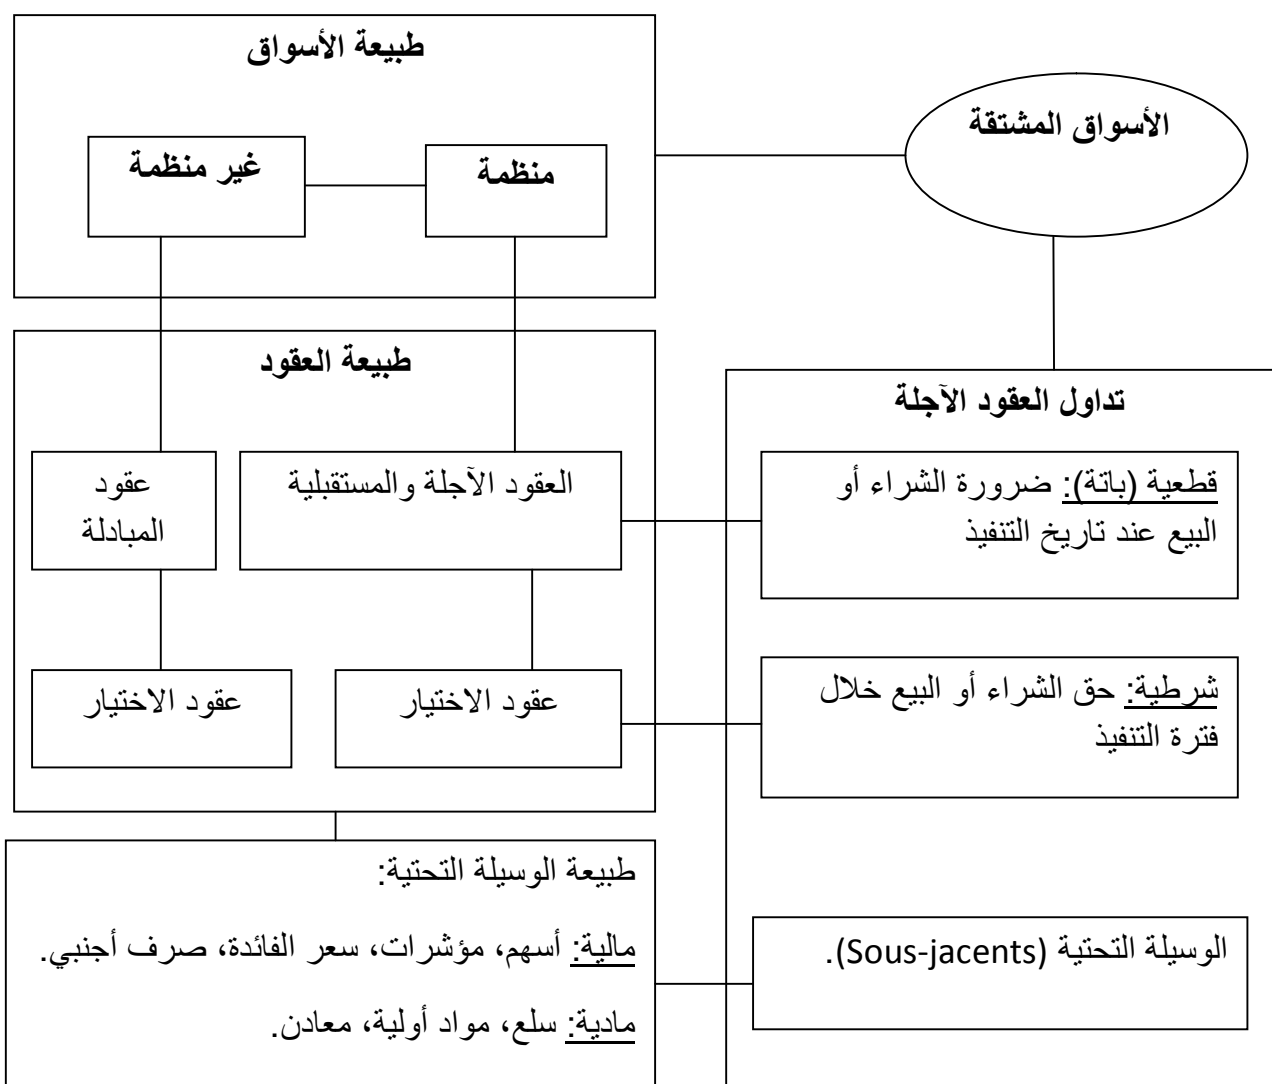 طبيعة الأسواق
الأسواق المشتقة
منظمة
غير منظمة
طبيعة العقود
تداول العقود الآجلة
قطعية (باتة): ضرورة الشراء أو
البيع عند تاريخ التنفيذ
العقود الآجلة والمستقبلية
عقود
المبادلة
شرطية: حق الشراء أو البيع خلال
فترة التنفيذ
عقود الاختيار
عقود الاختيار
الوسيلة التحتية (Sous-jacents).
طبيعة الوسيلة التحتية:
مالية: أسهم، مؤشرات، سعر الفائدة، صرف أجنبي.
مادية: سلع، مواد أولية، معادن.